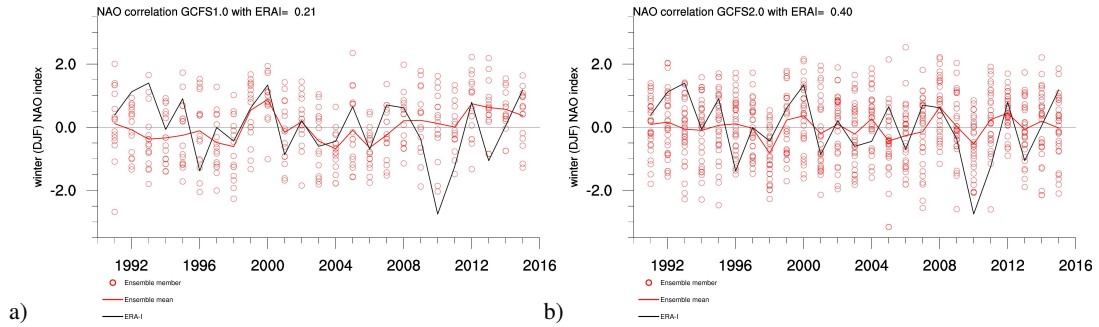 NAO correlation GCFS1.0 with ERAI= 0.21
winter (DJF) NAO index
2.0
0.0
-2.0
1992 1996 2000 2004 2008 2012 2016
Ensemble member
Ensemble mean
ERA-I
a)
NAO correlation GCFS2.0 with ERAI= 0.40
winter (DJF) NAO index
2.0
0.0
-2.0
1992 1996 2000 2004 2008 2012 2016
Ensemble member
Ensemble mean
ERA-I
b)